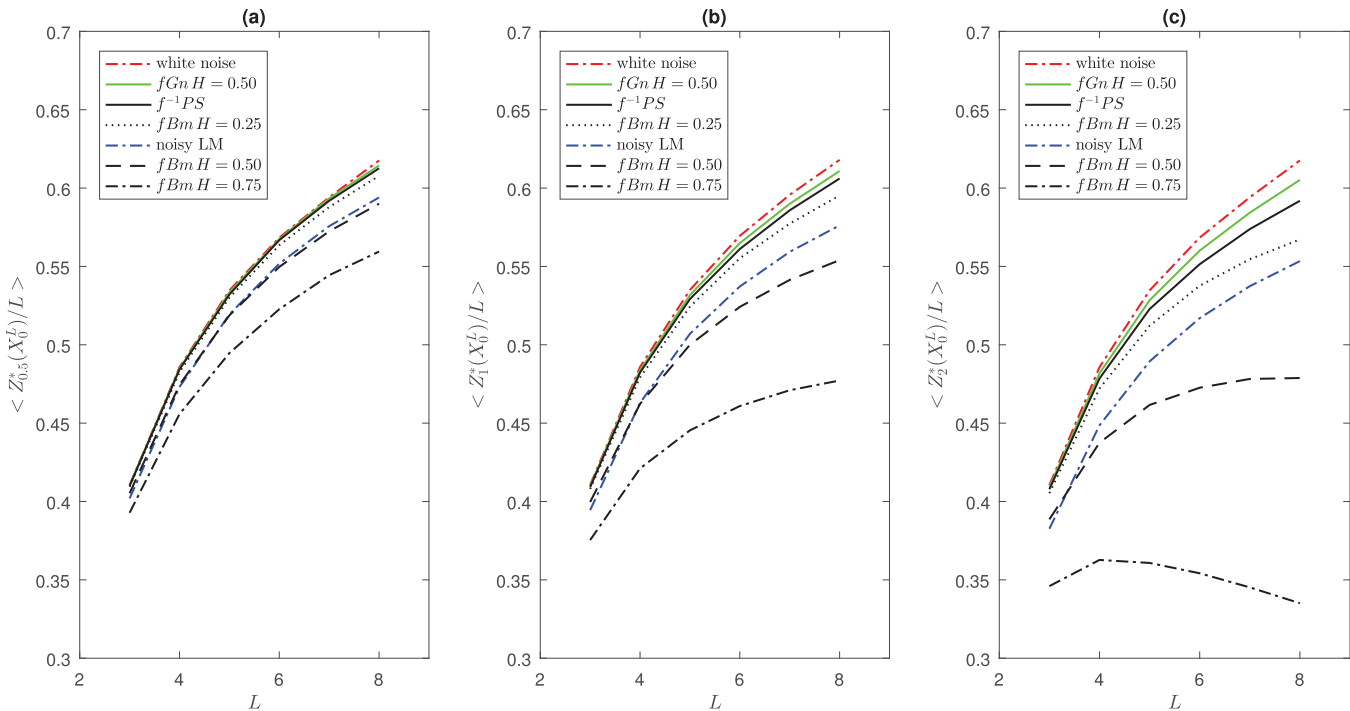 (a)
0.7
0.65
0.6
0.55
0.5
0.45
0.4
0.35
0.3
2
4
6
8
L
< Z*_{0.5}(X_0^L)/L >
white noise
fGn H = 0.50
f^{-1}PS
fBm H = 0.25
noisy LM
fBm H = 0.50
fBm H = 0.75
(b)
0.7
0.65
0.6
0.55
0.5
0.45
0.4
0.35
0.3
2
4
6
8
L
< Z*_1(X_0^L)/L >
white noise
fGn H = 0.50
f^{-1}PS
fBm H = 0.25
noisy LM
fBm H = 0.50
fBm H = 0.75
(c)
0.7
0.65
0.6
0.55
0.5
0.45
0.4
0.35
0.3
2
4
6
8
L
< Z*_2(X_0^L)/L >
white noise
fGn H = 0.50
f^{-1}PS
fBm H = 0.25
noisy LM
fBm H = 0.50
fBm H = 0.75